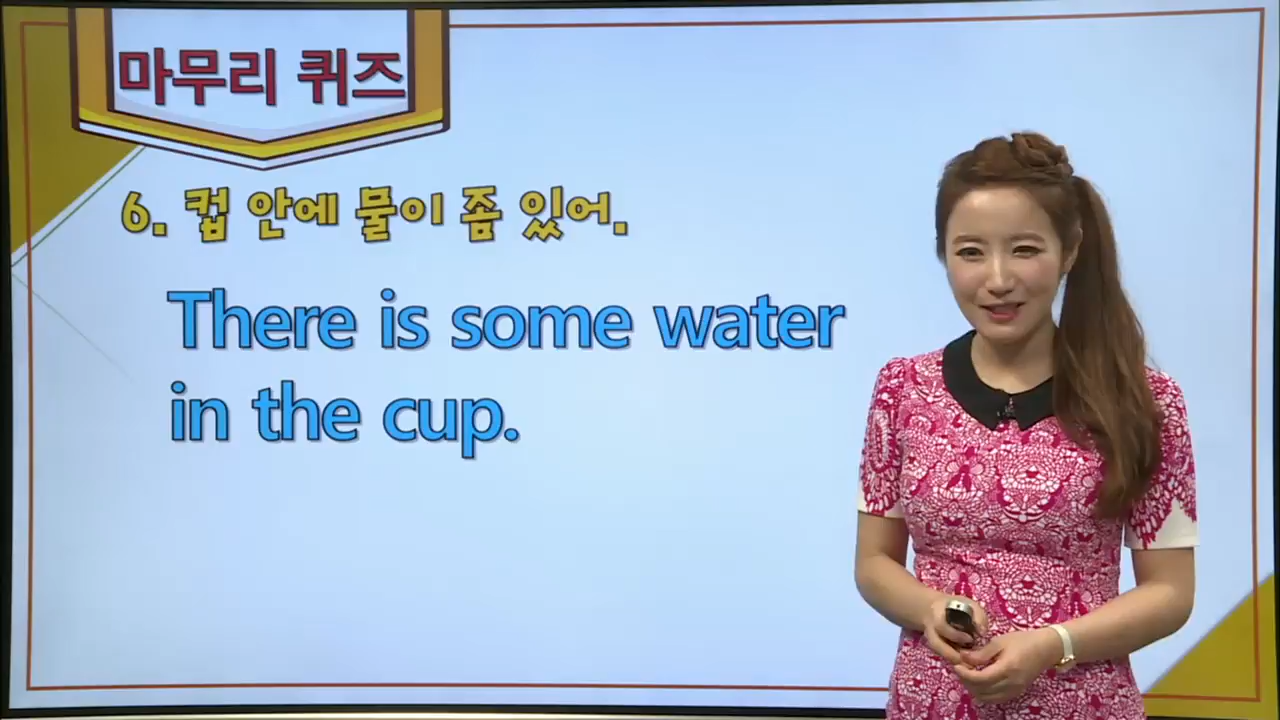 마무리 퀴즈
6. 컵 안에 물이 좀 있어.
There is some water
in the cup.